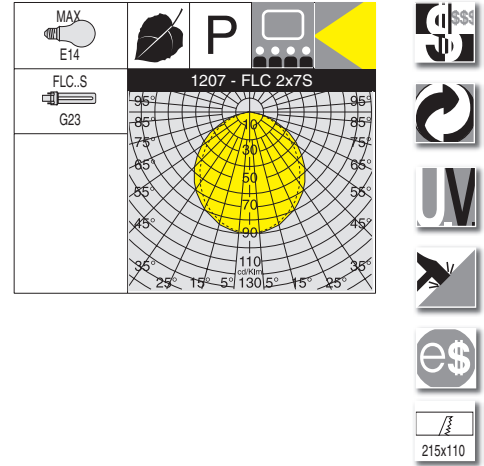 MAX
E14
P
$ $$$
FLC..S
G23
1207 - FLC 2x7S
95° 95°
85° 85°
75° 75°
65° 65°
55° 55°
45° 45°
35° 35°
25° 15° 5° 130 5° 15° 25°
10
30
50
70
90
110
cd/Klm
U.V.
e$
215x110